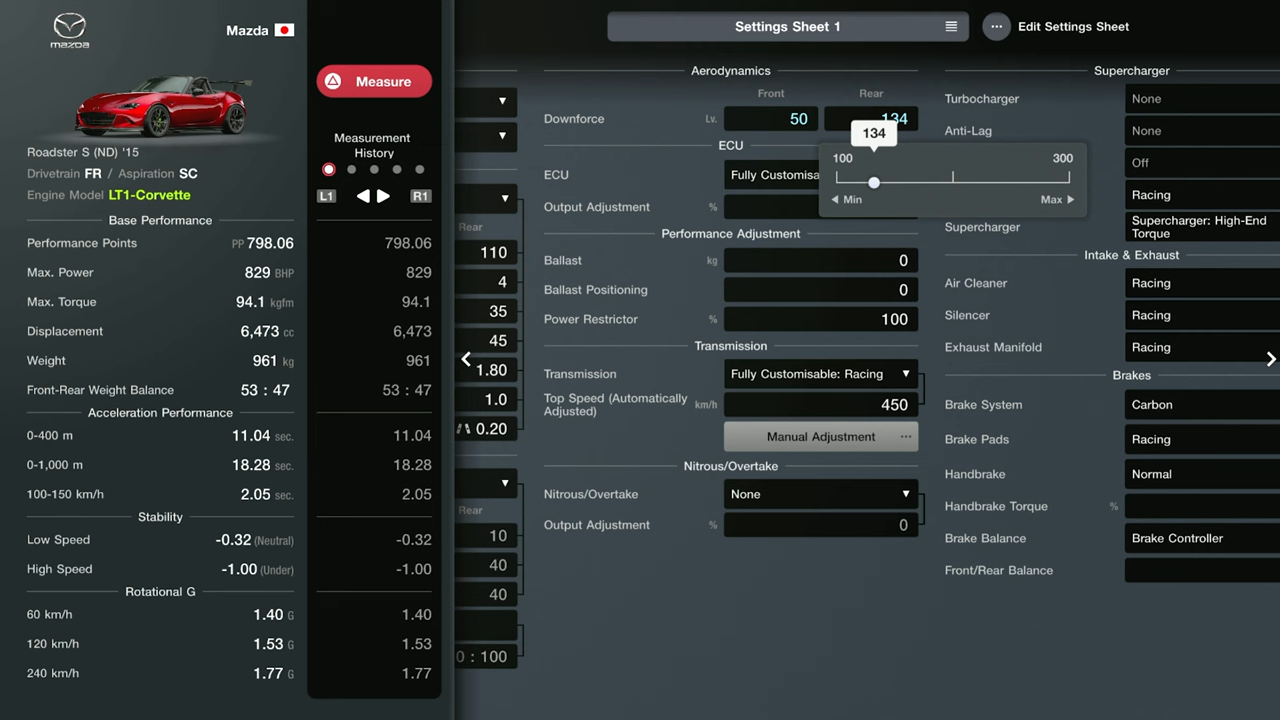 mazda
Mazda
Roadster S (ND) '15
Drivetrain FR / Aspiration SC
Engine Model LT1-Corvette
Base Performance
Performance Points PP 798.06
Max. Power 829 BHP
Max. Torque 94.1 kgfm
Displacement 6,473 cc
Weight 961 kg
Front-Rear Weight Balance 53 : 47
Acceleration Performance
0-400 m 11.04 sec.
0-1,000 m 18.28 sec.
100-150 km/h 2.05 sec.
Stability
Low Speed -0.32 (Neutral)
High Speed -1.00 (Under)
Rotational G
60 km/h 1.40 G
120 km/h 1.53 G
240 km/h 1.77 G
Measure
Measurement
History
L1 R1
798.06
829
94.1
6,473
961
53 : 47
11.04
18.28
2.05
-0.32
-1.00
1.40
1.53
1.77
Settings Sheet 1
Edit Settings Sheet
Rear
110
4
35
45
1.80
1.0
0.20
Rear
10
40
40
0 : 100
Aerodynamics
Front Rear
Downforce Lv. 50 134
134
100 300
Min Max
ECU
ECU Fully Customisa
Output Adjustment %
Performance Adjustment
Ballast kg 0
Ballast Positioning 0
Power Restrictor % 100
Transmission
Transmission Fully Customisable: Racing
Top Speed (Automatically
Adjusted) km/h 450
Manual Adjustment ...
Nitrous/Overtake
Nitrous/Overtake None
Output Adjustment % 0
Supercharger
Turbocharger None
Anti-Lag None
Off
Racing
Supercharger Supercharger: High-End
Torque
Intake & Exhaust
Air Cleaner Racing
Silencer Racing
Exhaust Manifold Racing
Brakes
Brake System Carbon
Brake Pads Racing
Handbrake Normal
Handbrake Torque %
Brake Balance Brake Controller
Front/Rear Balance